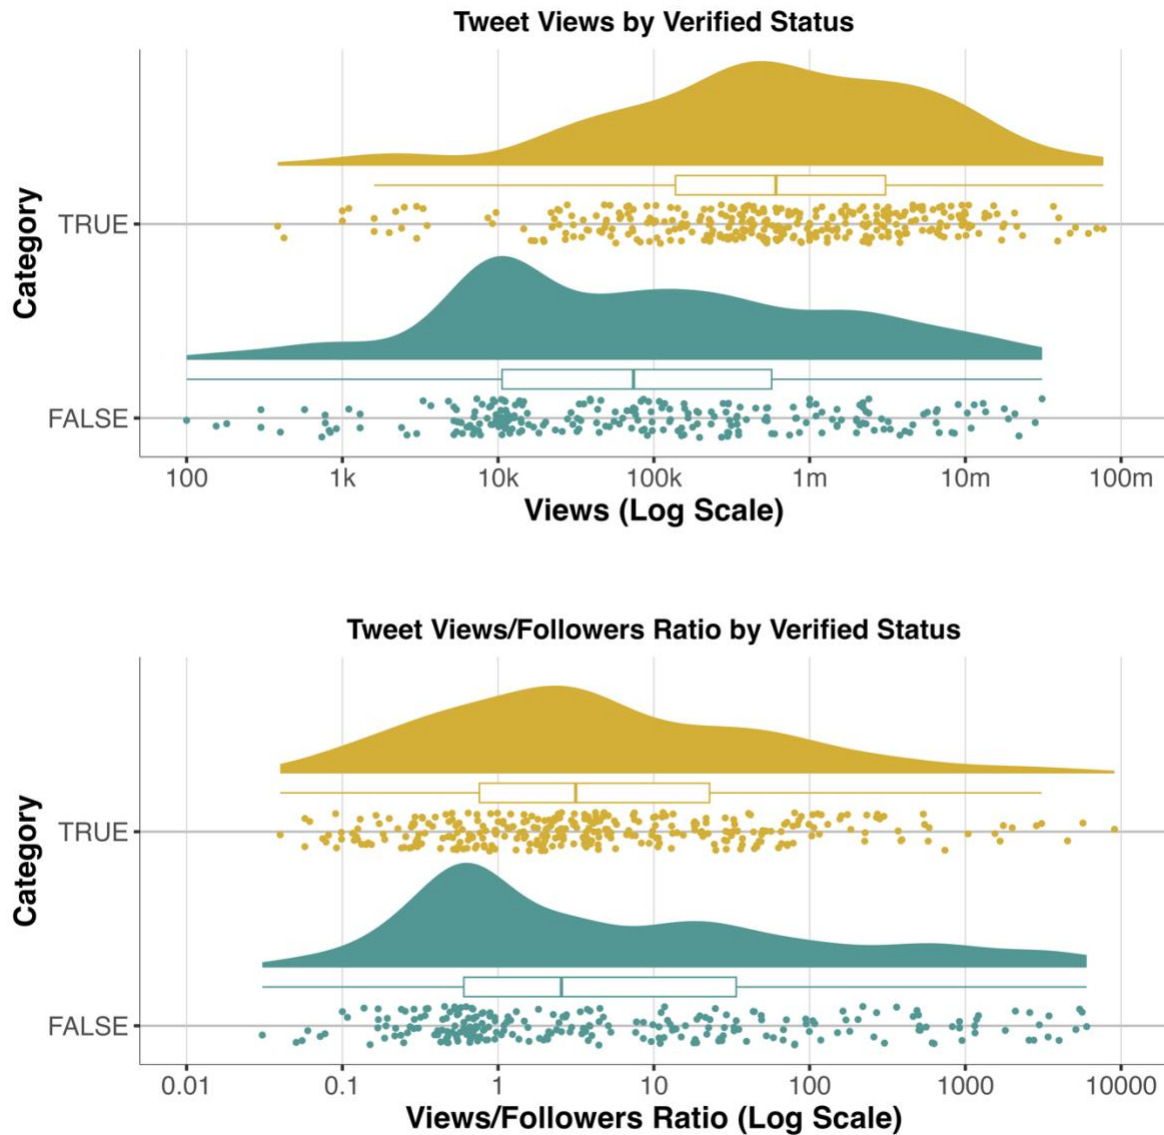 Tweet Views by Verified Status
Category
TRUE
FALSE
100 1k 10k 100k 1m 10m 100m
Views (Log Scale)
Tweet Views/Followers Ratio by Verified Status
Category
TRUE
FALSE
0.01 0.1 1 10 100 1000 10000
Views/Followers Ratio (Log Scale)